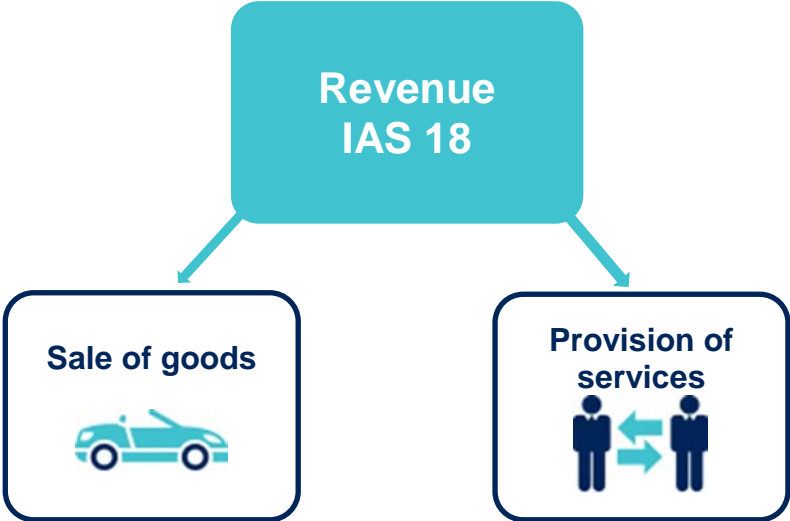 Revenue
IAS 18
Sale of goods
Provision of
services